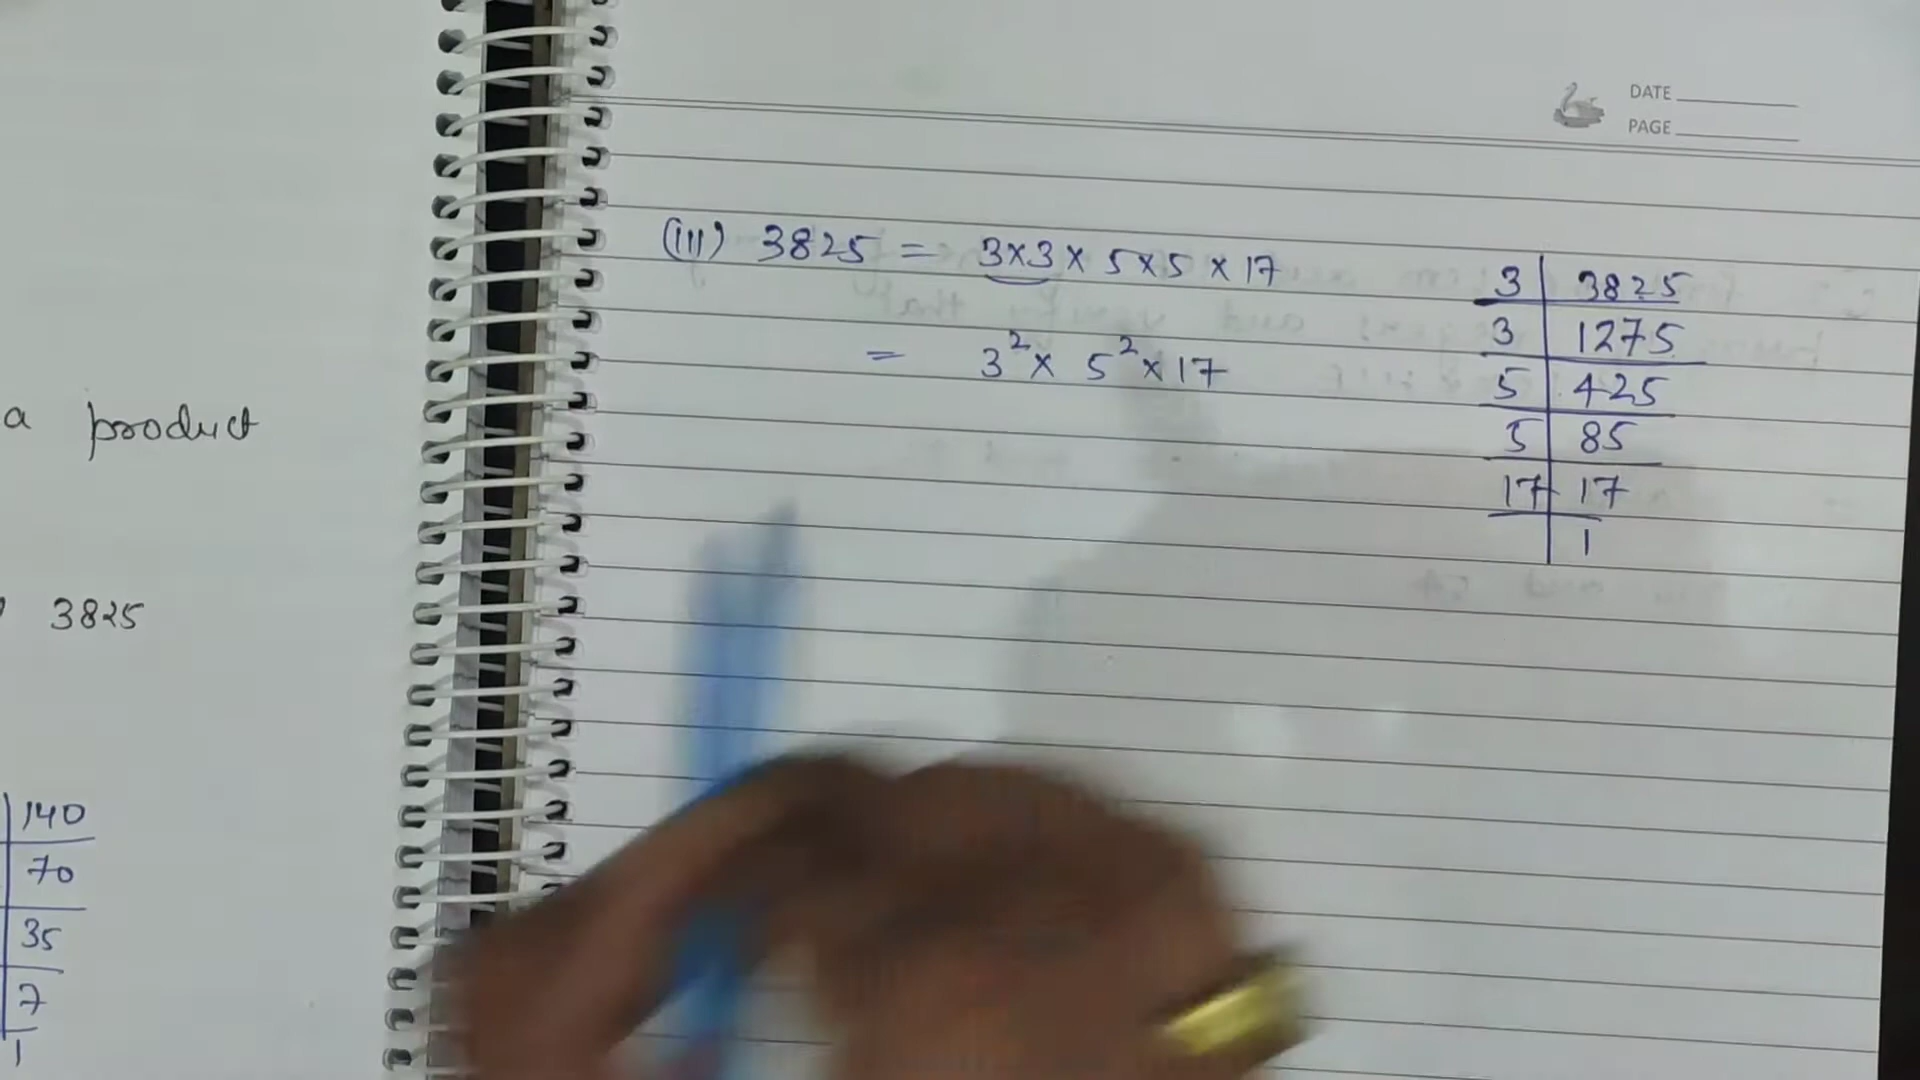 a product
3825
140
70
35
7
1
DATE
PAGE
(iii) 3825 = 3×3× 5×5 ×17
= 3² × 5² ×17
3 | 3825
3 | 1275
5 | 425
5 | 85
17 | 17
1